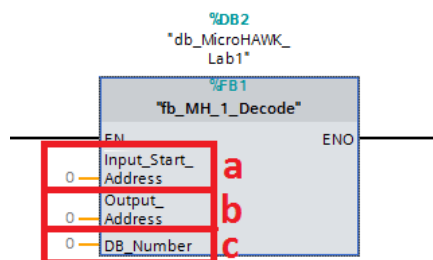 %DB2
"db_MicroHAWK_
Lab1"
%FB1
"fb_MH_1_Decode"
EN ENO
Input_Start_
0 Address a
Output_
0 Address b
0 DB_Number c